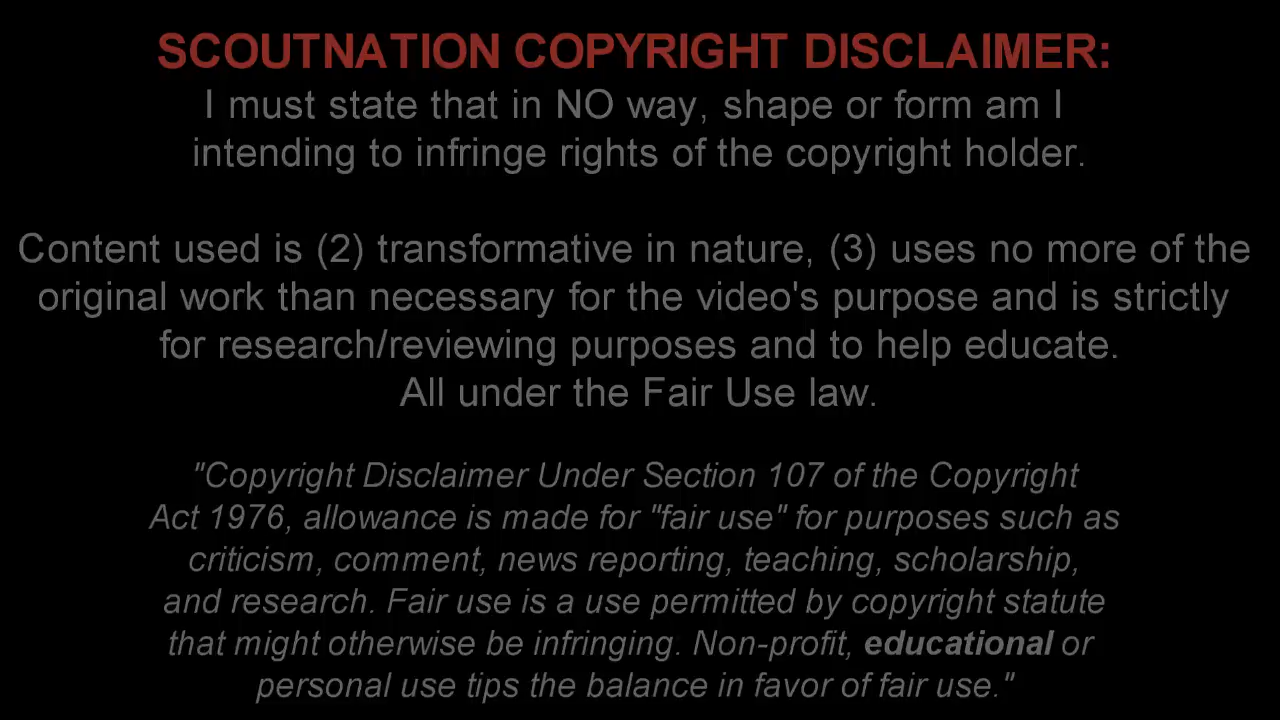 SCOUTNATION COPYRIGHT DISCLAIMER:
I must state that in NO way, shape or form am I
intending to infringe rights of the copyright holder.
Content used is (2) transformative in nature, (3) uses no more of the
original work than necessary for the video's purpose and is strictly
for research/reviewing purposes and to help educate.
All under the Fair Use law.
"Copyright Disclaimer Under Section 107 of the Copyright
Act 1976, allowance is made for "fair use" for purposes such as
criticism, comment, news reporting, teaching, scholarship,
and research. Fair use is a use permitted by copyright statute
that might otherwise be infringing. Non-profit, educational or
personal use tips the balance in favor of fair use."